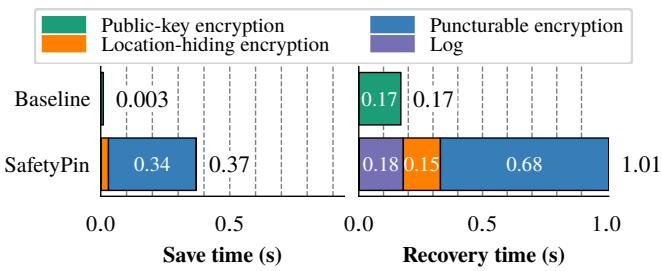 Public-key encryption
Location-hiding encryption
Puncturable encryption
Log
Baseline
0.003
0.17
0.17
SafetyPin
0.34
0.37
0.18
0.15
0.68
1.01
0.0
0.5
0.0
0.5
1.0
Save time (s)
Recovery time (s)